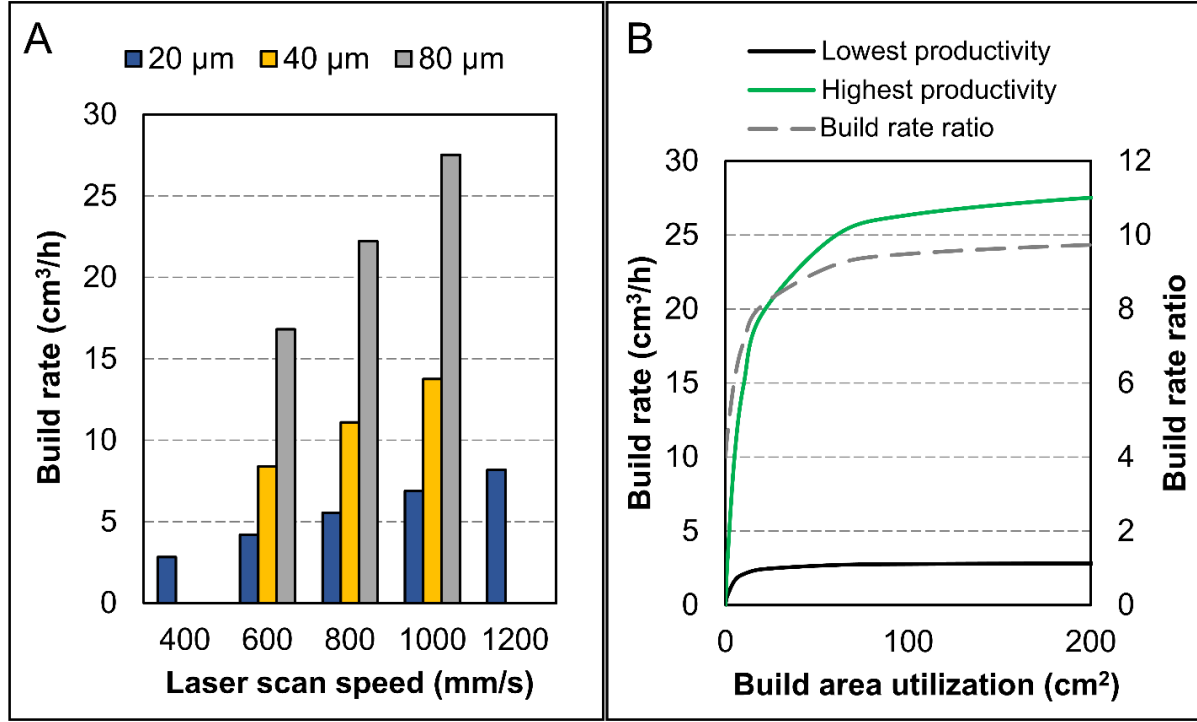 A
20 µm 40 µm 80 µm
30
25
20
15
10
5
0
Build rate (cm³/h)
400 600 800 1000 1200
Laser scan speed (mm/s)
B
Lowest productivity
Highest productivity
Build rate ratio
30
25
20
15
10
5
0
Build rate (cm³/h)
12
10
8
6
4
2
0
Build rate ratio
0 100 200
Build area utilization (cm²)